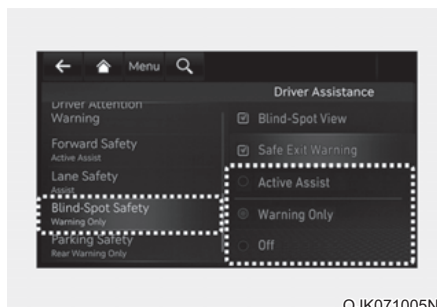 Menu
Driver Assistance
Driver Attention
Warning
Forward Safety
Active Assist
Lane Safety
Assist
Blind-Spot Safety
Warning Only
Parking Safety
Rear Warning Only
Blind-Spot View
Safe Exit Warning
Active Assist
Warning Only
Off
OJK071005N